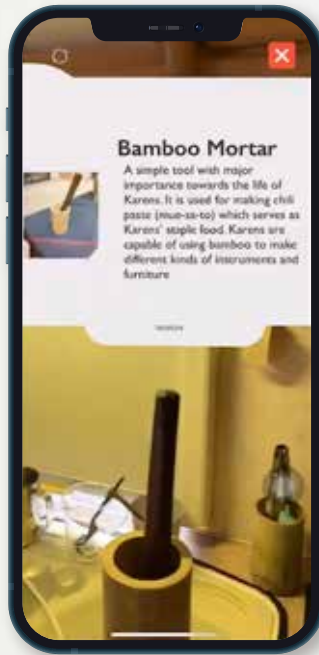 Bamboo Mortar
A simple tool with major
importance towards the life of
Karens. It is used for making chili
paste (mue-sa-to) which serves as
Karens' staple food. Karens are
capable of using bamboo to make
different kinds of instruments and
furniture